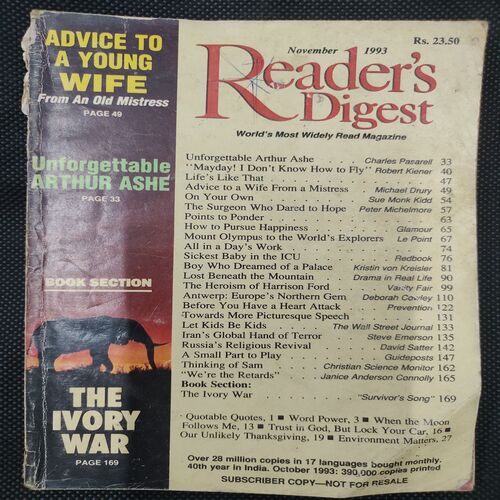 ADVICE TO
A YOUNG
WIFE
From An Old Mistress
PAGE 49
Unforgettable
ARTHUR ASHE
PAGE 33
BOOK SECTION
THE
IVORY
WAR
PAGE 169
November 1993
Rs. 23.50
Reader's
Digest
World's Most Widely Read Magazine
Unforgettable Arthur Ashe Charles Pasarell 33
"Mayday! I Don't Know How to Fly" Robert Kiener 40
Life's Like That 47
Advice to a Wife From a Mistress Michael Drury 49
On Your Own Sue Monk Kidd 54
The Surgeon Who Dared to Hope Peter Michelmore 57
Points to Ponder 63
How to Pursue Happiness Glamour 65
Mount Olympus to the World's Explorers Le Point 67
All in a Day's Work 74
Sickest Baby in the ICU Redbook 76
Boy Who Dreamed of a Palace Kristin von Kreisler 81
Lost Beneath the Mountain Drama in Real Life 90
The Heroism of Harrison Ford Vanity Fair 99
Antwerp: Europe's Northern Gem Deborah Cowley 110
Before You Have a Heart Attack Prevention 122
Towards More Picturesque Speech 131
Let Kids Be Kids The Wall Street Journal 133
Iran's Global Hand of Terror Steve Emerson 135
Russia's Religious Revival David Satter 142
A Small Part to Play Guideposts 147
Thinking of Sam Christian Science Monitor 162
"We're the Retards" Janice Anderson Connolly 165
Book Section:
The Ivory War "Survivor's Song" 169
Quotable Quotes, 1 ■ Word Power, 3 ■ When the Moon
Follows Me, 13 ■ Trust in God, But Lock Your Car, 16 ■
Our Unlikely Thanksgiving, 19 ■ Environment Matters, 27
Over 28 million copies in 17 languages bought monthly.
40th year in India. October 1993: 390,000 copies printed
SUBSCRIBER COPY—NOT FOR RESALE